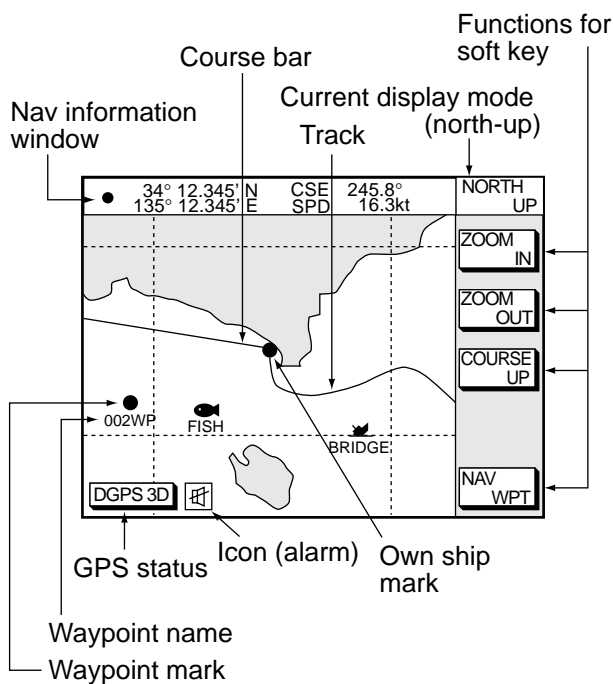 Functions for
soft key
Course bar
Current display mode
(north-up)
Nav information
window
Track
34° 12.345' N CSE 245.8°
135° 12.345' E SPD 16.3kt
NORTH
UP
ZOOM
IN
ZOOM
OUT
COURSE
UP
002WP
FISH
BRIDGE
NAV
WPT
DGPS 3D
GPS status
Icon (alarm)
Own ship
mark
Waypoint name
Waypoint mark